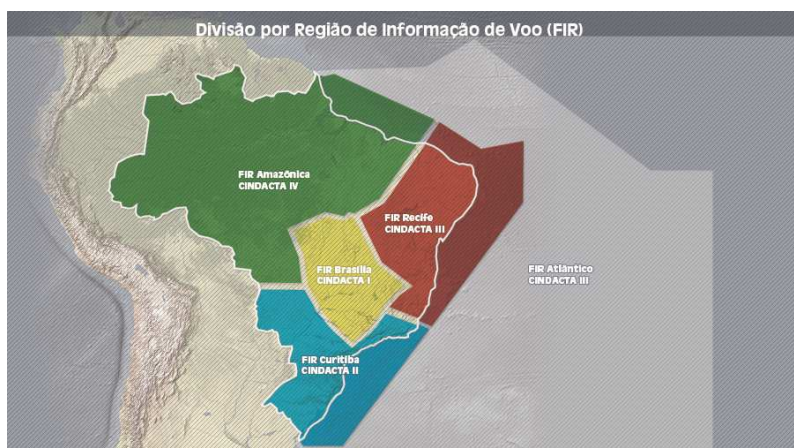 Divisão por Região de Informação de Voo (FIR)
FIR Amazônica
CINDACTA IV
FIR Recife
CINDACTA III
FIR Brasília
CINDACTA I
FIR Atlântico
CINDACTA III
FIR Curitiba
CINDACTA II